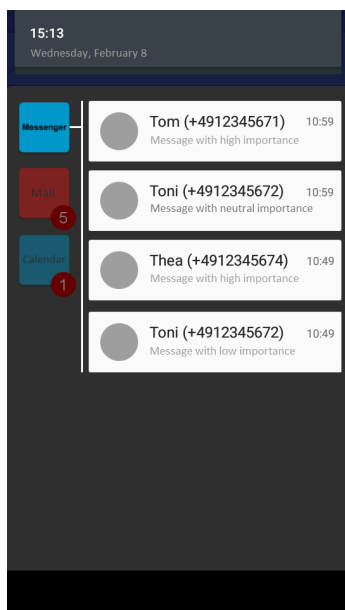 15:13
Wednesday, February 8
Messenger
Tom (+4912345671) 10:59
Message with high importance
Mail
5
Toni (+4912345672) 10:59
Message with neutral importance
Calendar
1
Thea (+4912345674) 10:49
Message with high importance
Toni (+4912345672) 10:49
Message with low importance